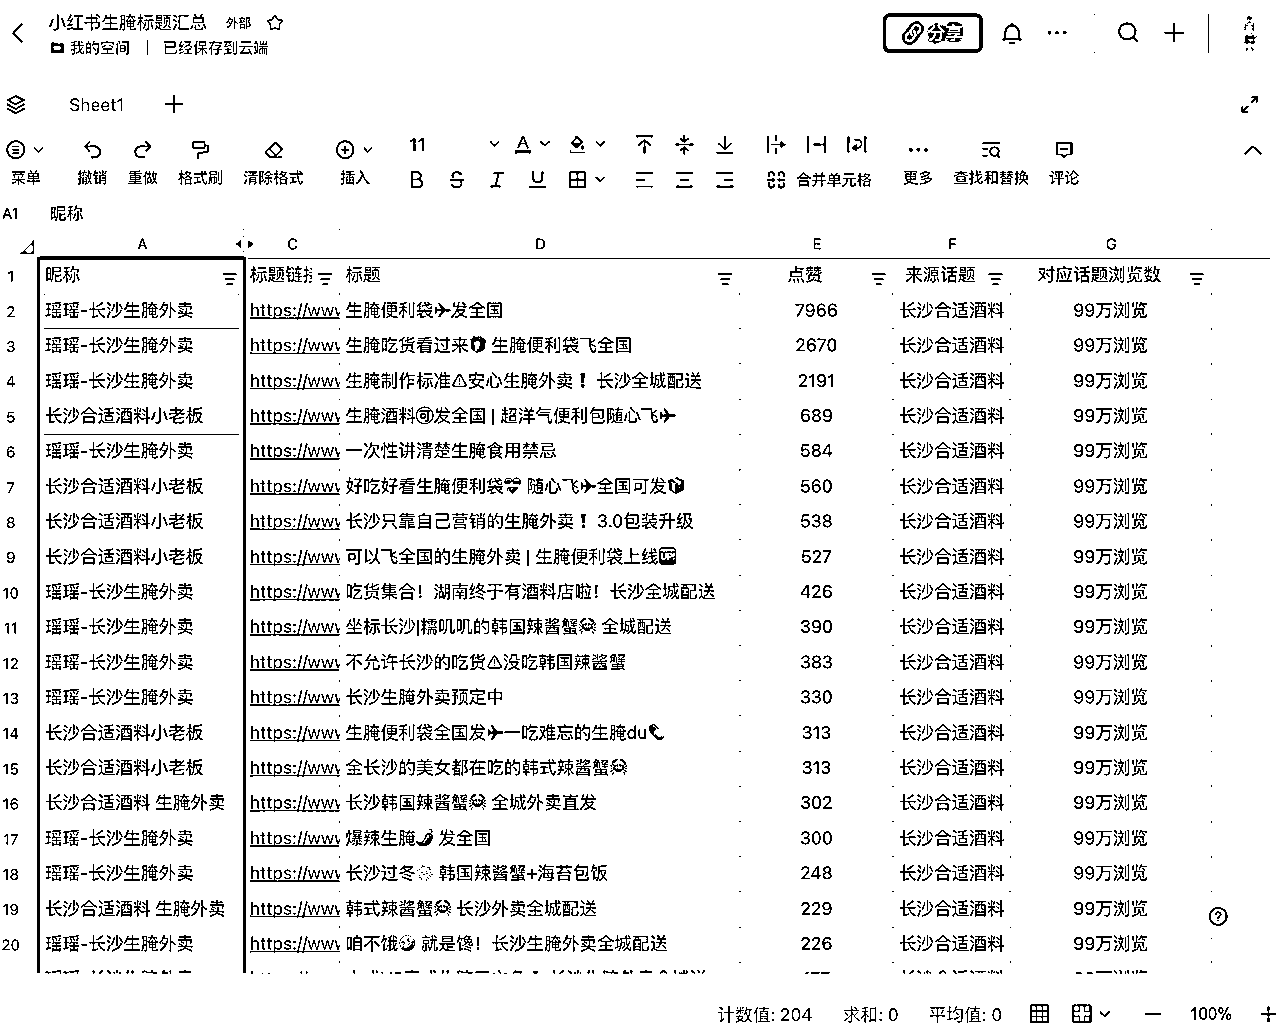 小红书生腌标题汇总 外部
我的空间 | 已经保存到云端
分享
Sheet1
11
菜单 撤销 重做 格式刷 清除格式 插入 B S I U 合并单元格 更多 查找和替换 评论
A1 昵称
A C D E F G
1 昵称 标题链接 标题 点赞 来源话题 对应话题浏览数
2 瑶瑶-长沙生腌外卖 https://www 生腌便利袋✈发全国 7966 长沙合适酒料 99万浏览
3 瑶瑶-长沙生腌外卖 https://www 生腌吃货看过来 生腌便利袋飞全国 2670 长沙合适酒料 99万浏览
4 瑶瑶-长沙生腌外卖 https://www 生腌制作标准⚠安心生腌外卖❗ 长沙全城配送 2191 长沙合适酒料 99万浏览
5 长沙合适酒料小老板 https://www 生腌酒料🉑发全国 | 超洋气便利包随心飞✈ 689 长沙合适酒料 99万浏览
6 瑶瑶-长沙生腌外卖 https://www 一次性讲清楚生腌食用禁忌 584 长沙合适酒料 99万浏览
7 长沙合适酒料小老板 https://www 好吃好看生腌便利袋 随心飞✈全国可发 560 长沙合适酒料 99万浏览
8 长沙合适酒料小老板 https://www 长沙只靠自己营销的生腌外卖❗ 3.0包装升级 538 长沙合适酒料 99万浏览
9 长沙合适酒料小老板 https://www 可以飞全国的生腌外卖 | 生腌便利袋上线 527 长沙合适酒料 99万浏览
10 瑶瑶-长沙生腌外卖 https://www 吃货集合！湖南终于有酒料店啦！长沙全城配送 426 长沙合适酒料 99万浏览
11 瑶瑶-长沙生腌外卖 https://www 坐标长沙|糯叽叽的韩国辣酱蟹🦀 全城配送 390 长沙合适酒料 99万浏览
12 瑶瑶-长沙生腌外卖 https://www 不允许长沙的吃货⚠没吃韩国辣酱蟹 383 长沙合适酒料 99万浏览
13 瑶瑶-长沙生腌外卖 https://www 长沙生腌外卖预定中 330 长沙合适酒料 99万浏览
14 长沙合适酒料小老板 https://www 生腌便利袋全国发✈一吃难忘的生腌du 313 长沙合适酒料 99万浏览
15 长沙合适酒料小老板 https://www 全长沙的美女都在吃的韩式辣酱蟹🦀 313 长沙合适酒料 99万浏览
16 长沙合适酒料 生腌外卖 https://www 长沙韩国辣酱蟹🦀 全城外卖直发 302 长沙合适酒料 99万浏览
17 瑶瑶-长沙生腌外卖 https://www 爆辣生腌🌶 发全国 300 长沙合适酒料 99万浏览
18 瑶瑶-长沙生腌外卖 https://www 长沙过冬 韩国辣酱蟹+海苔包饭 248 长沙合适酒料 99万浏览
19 长沙合适酒料 生腌外卖 https://www 韩式辣酱蟹🦀 长沙外卖全城配送 229 长沙合适酒料 99万浏览
20 瑶瑶-长沙生腌外卖 https://www 咱不饿 就是馋！长沙生腌外卖全城配送 226 长沙合适酒料 99万浏览
计数值: 204 求和: 0 平均值: 0 100%